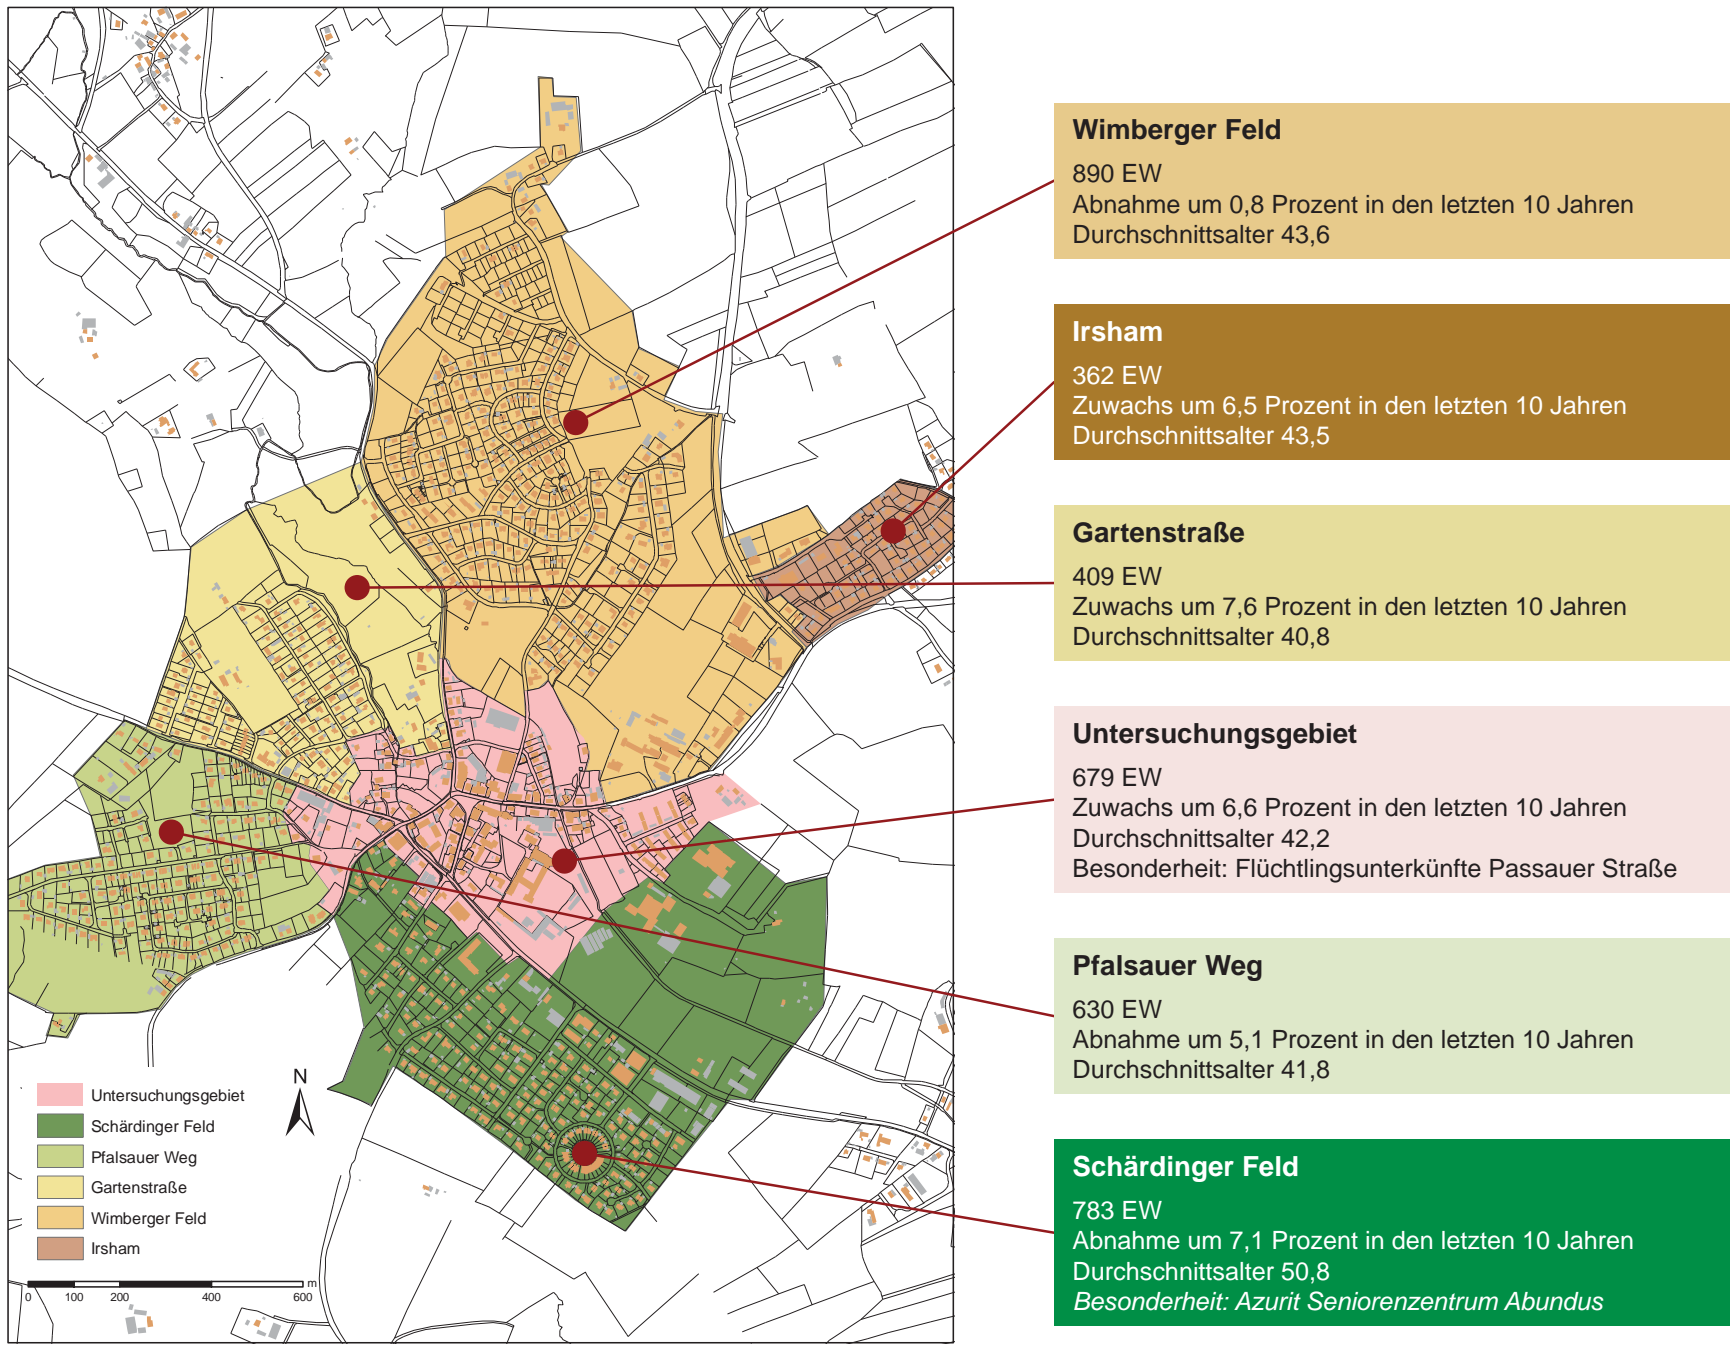 Wimberger Feld
890 EW
Abnahme um 0,8 Prozent in den letzten 10 Jahren
Durchschnittsalter 43,6
Irsham
362 EW
Zuwachs um 6,5 Prozent in den letzten 10 Jahren
Durchschnittsalter 43,5
Gartenstraße
409 EW
Zuwachs um 7,6 Prozent in den letzten 10 Jahren
Durchschnittsalter 40,8
Untersuchungsgebiet
679 EW
Zuwachs um 6,6 Prozent in den letzten 10 Jahren
Durchschnittsalter 42,2
Besonderheit: Flüchtlingsunterkünfte Passauer Straße
Pfalsauer Weg
630 EW
Abnahme um 5,1 Prozent in den letzten 10 Jahren
Durchschnittsalter 41,8
Schärdinger Feld
783 EW
Abnahme um 7,1 Prozent in den letzten 10 Jahren
Durchschnittsalter 50,8
Besonderheit: Azurit Seniorenzentrum Abundus
N
Untersuchungsgebiet
Schärdinger Feld
Pfalsauer Weg
Gartenstraße
Wimberger Feld
Irsham
m
0 100 200 400 600